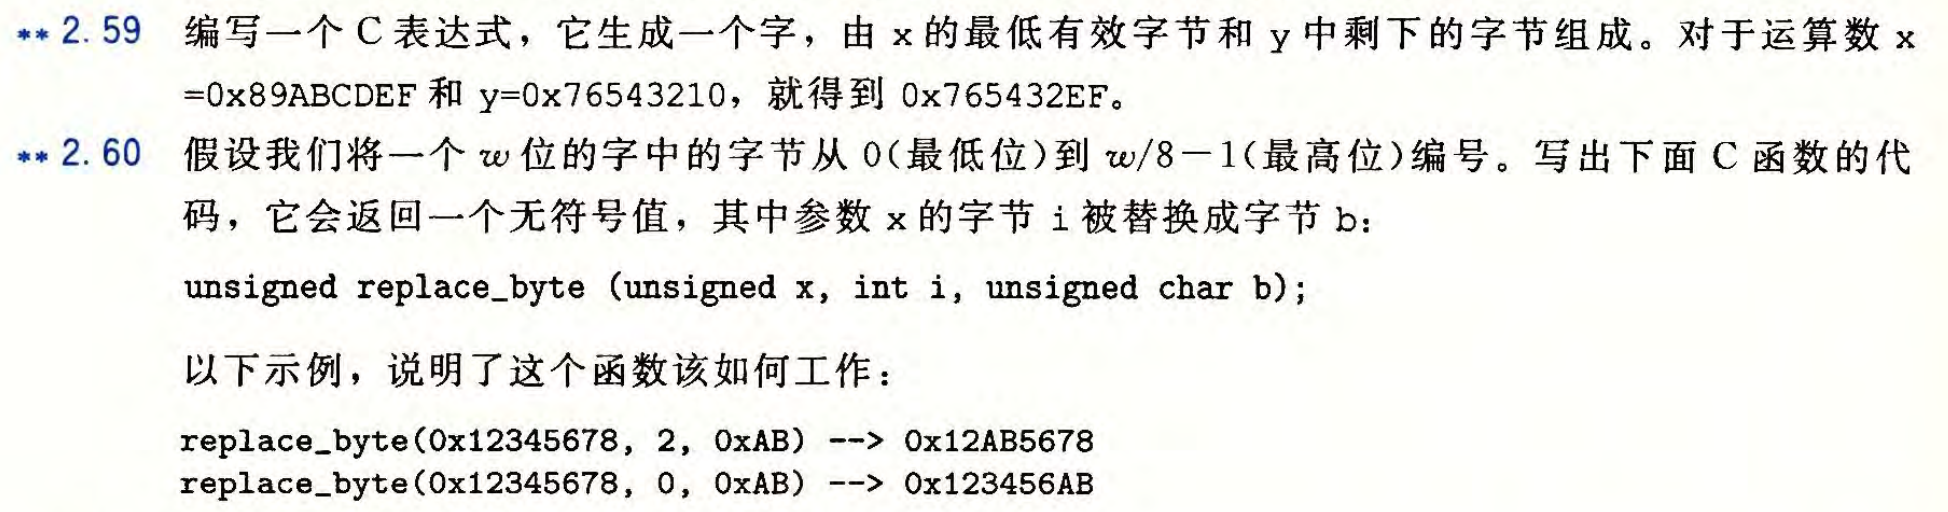 ** 2.59 编写一个 C 表达式，它生成一个字，由 x 的最低有效字节和 y 中剩下的字节组成。对于运算数 x
=0x89ABCDEF 和 y=0x76543210，就得到 0x765432EF。
** 2.60 假设我们将一个 w 位的字中的字节从 0(最低位)到 w/8-1(最高位)编号。写出下面 C 函数的代
码，它会返回一个无符号值，其中参数 x 的字节 i 被替换成字节 b：
unsigned replace_byte (unsigned x, int i, unsigned char b);
以下示例，说明了这个函数该如何工作：
replace_byte(0x12345678, 2, 0xAB) --> 0x12AB5678
replace_byte(0x12345678, 0, 0xAB) --> 0x123456AB